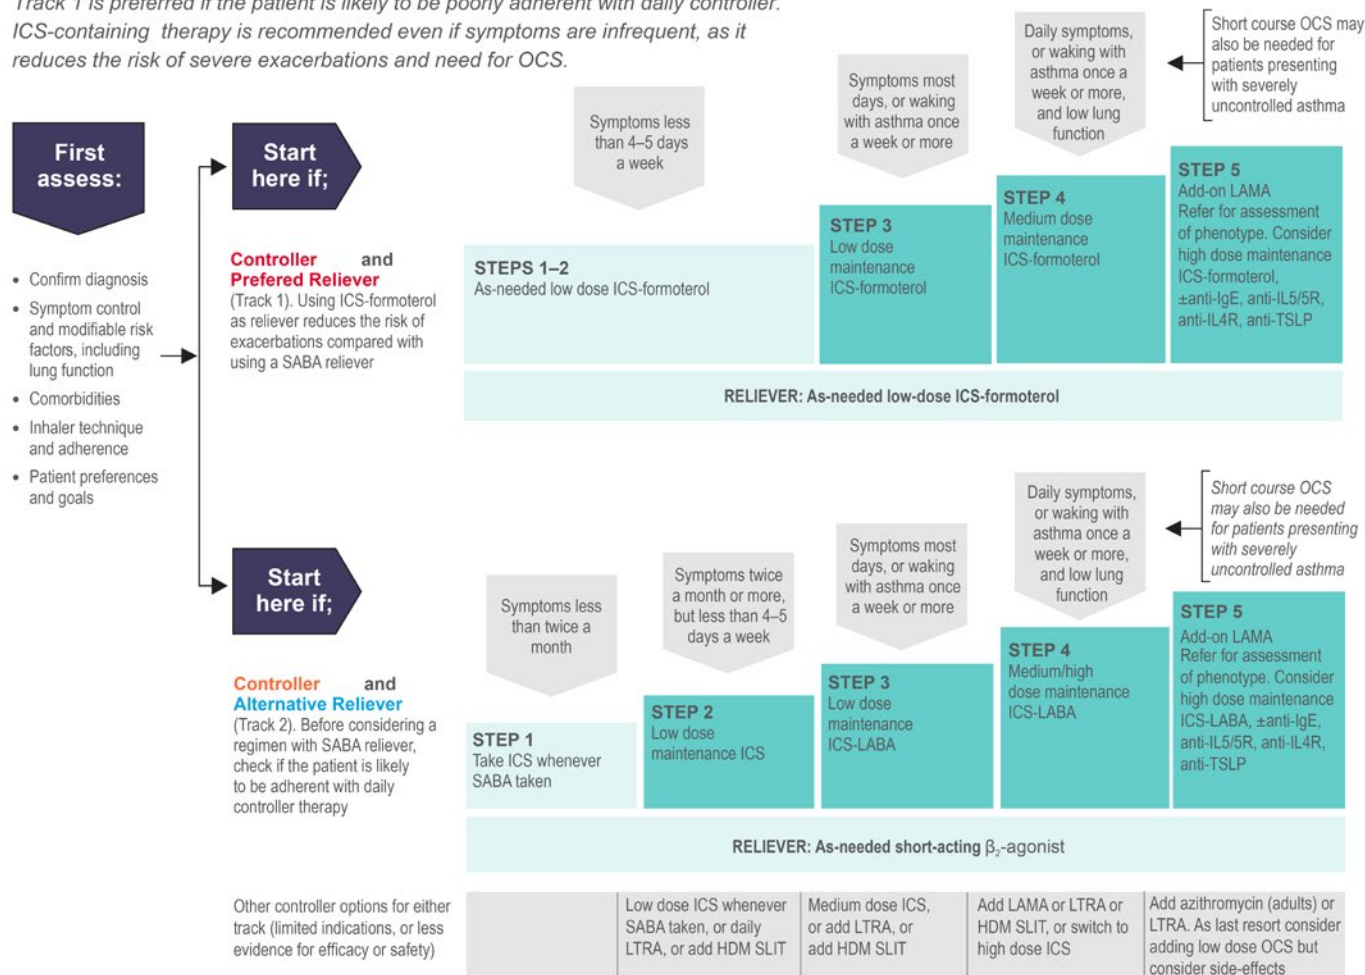 Track 1 is preferred if the patient is likely to be poorly adherent with daily controller.
ICS-containing therapy is recommended even if symptoms are infrequent, as it
reduces the risk of severe exacerbations and need for OCS.
First
assess:
• Confirm diagnosis
• Symptom control
and modifiable risk
factors, including
lung function
• Comorbidities
• Inhaler technique
and adherence
• Patient preferences
and goals
Start
here if;
Controller and
Prefered Reliever
(Track 1). Using ICS-formoterol
as reliever reduces the risk of
exacerbations compared with
using a SABA reliever
Symptoms less
than 4–5 days
a week
Symptoms most
days, or waking
with asthma once
a week or more
Daily symptoms,
or waking with
asthma once a
week or more,
and low lung
function
Short course OCS may
also be needed for
patients presenting
with severely
uncontrolled asthma
STEPS 1–2
As-needed low dose ICS-formoterol
STEP 3
Low dose
maintenance
ICS-formoterol
STEP 4
Medium dose
maintenance
ICS-formoterol
STEP 5
Add-on LAMA
Refer for assessment
of phenotype. Consider
high dose maintenance
ICS-formoterol,
±anti-IgE, anti-IL5/5R,
anti-IL4R, anti-TSLP
RELIEVER: As-needed low-dose ICS-formoterol
Start
here if;
Controller and
Alternative Reliever
(Track 2). Before considering a
regimen with SABA reliever,
check if the patient is likely
to be adherent with daily
controller therapy
Symptoms less
than twice a
month
Symptoms twice
a month or more,
but less than 4–5
days a week
Symptoms most
days, or waking
with asthma once
a week or more
Daily symptoms,
or waking with
asthma once a
week or more,
and low lung
function
Short course OCS
may also be needed
for patients presenting
with severely
uncontrolled asthma
STEP 1
Take ICS whenever
SABA taken
STEP 2
Low dose
maintenance ICS
STEP 3
Low dose
maintenance
ICS-LABA
STEP 4
Medium/high
dose maintenance
ICS-LABA
STEP 5
Add-on LAMA
Refer for assessment
of phenotype. Consider
high dose maintenance
ICS-LABA, ±anti-IgE,
anti-IL5/5R, anti-IL4R,
anti-TSLP
RELIEVER: As-needed short-acting β₂-agonist
Other controller options for either
track (limited indications, or less
evidence for efficacy or safety)
Low dose ICS whenever
SABA taken, or daily
LTRA, or add HDM SLIT
Medium dose ICS,
or add LTRA, or
add HDM SLIT
Add LAMA or LTRA or
HDM SLIT, or switch to
high dose ICS
Add azithromycin (adults) or
LTRA. As last resort consider
adding low dose OCS but
consider side-effects